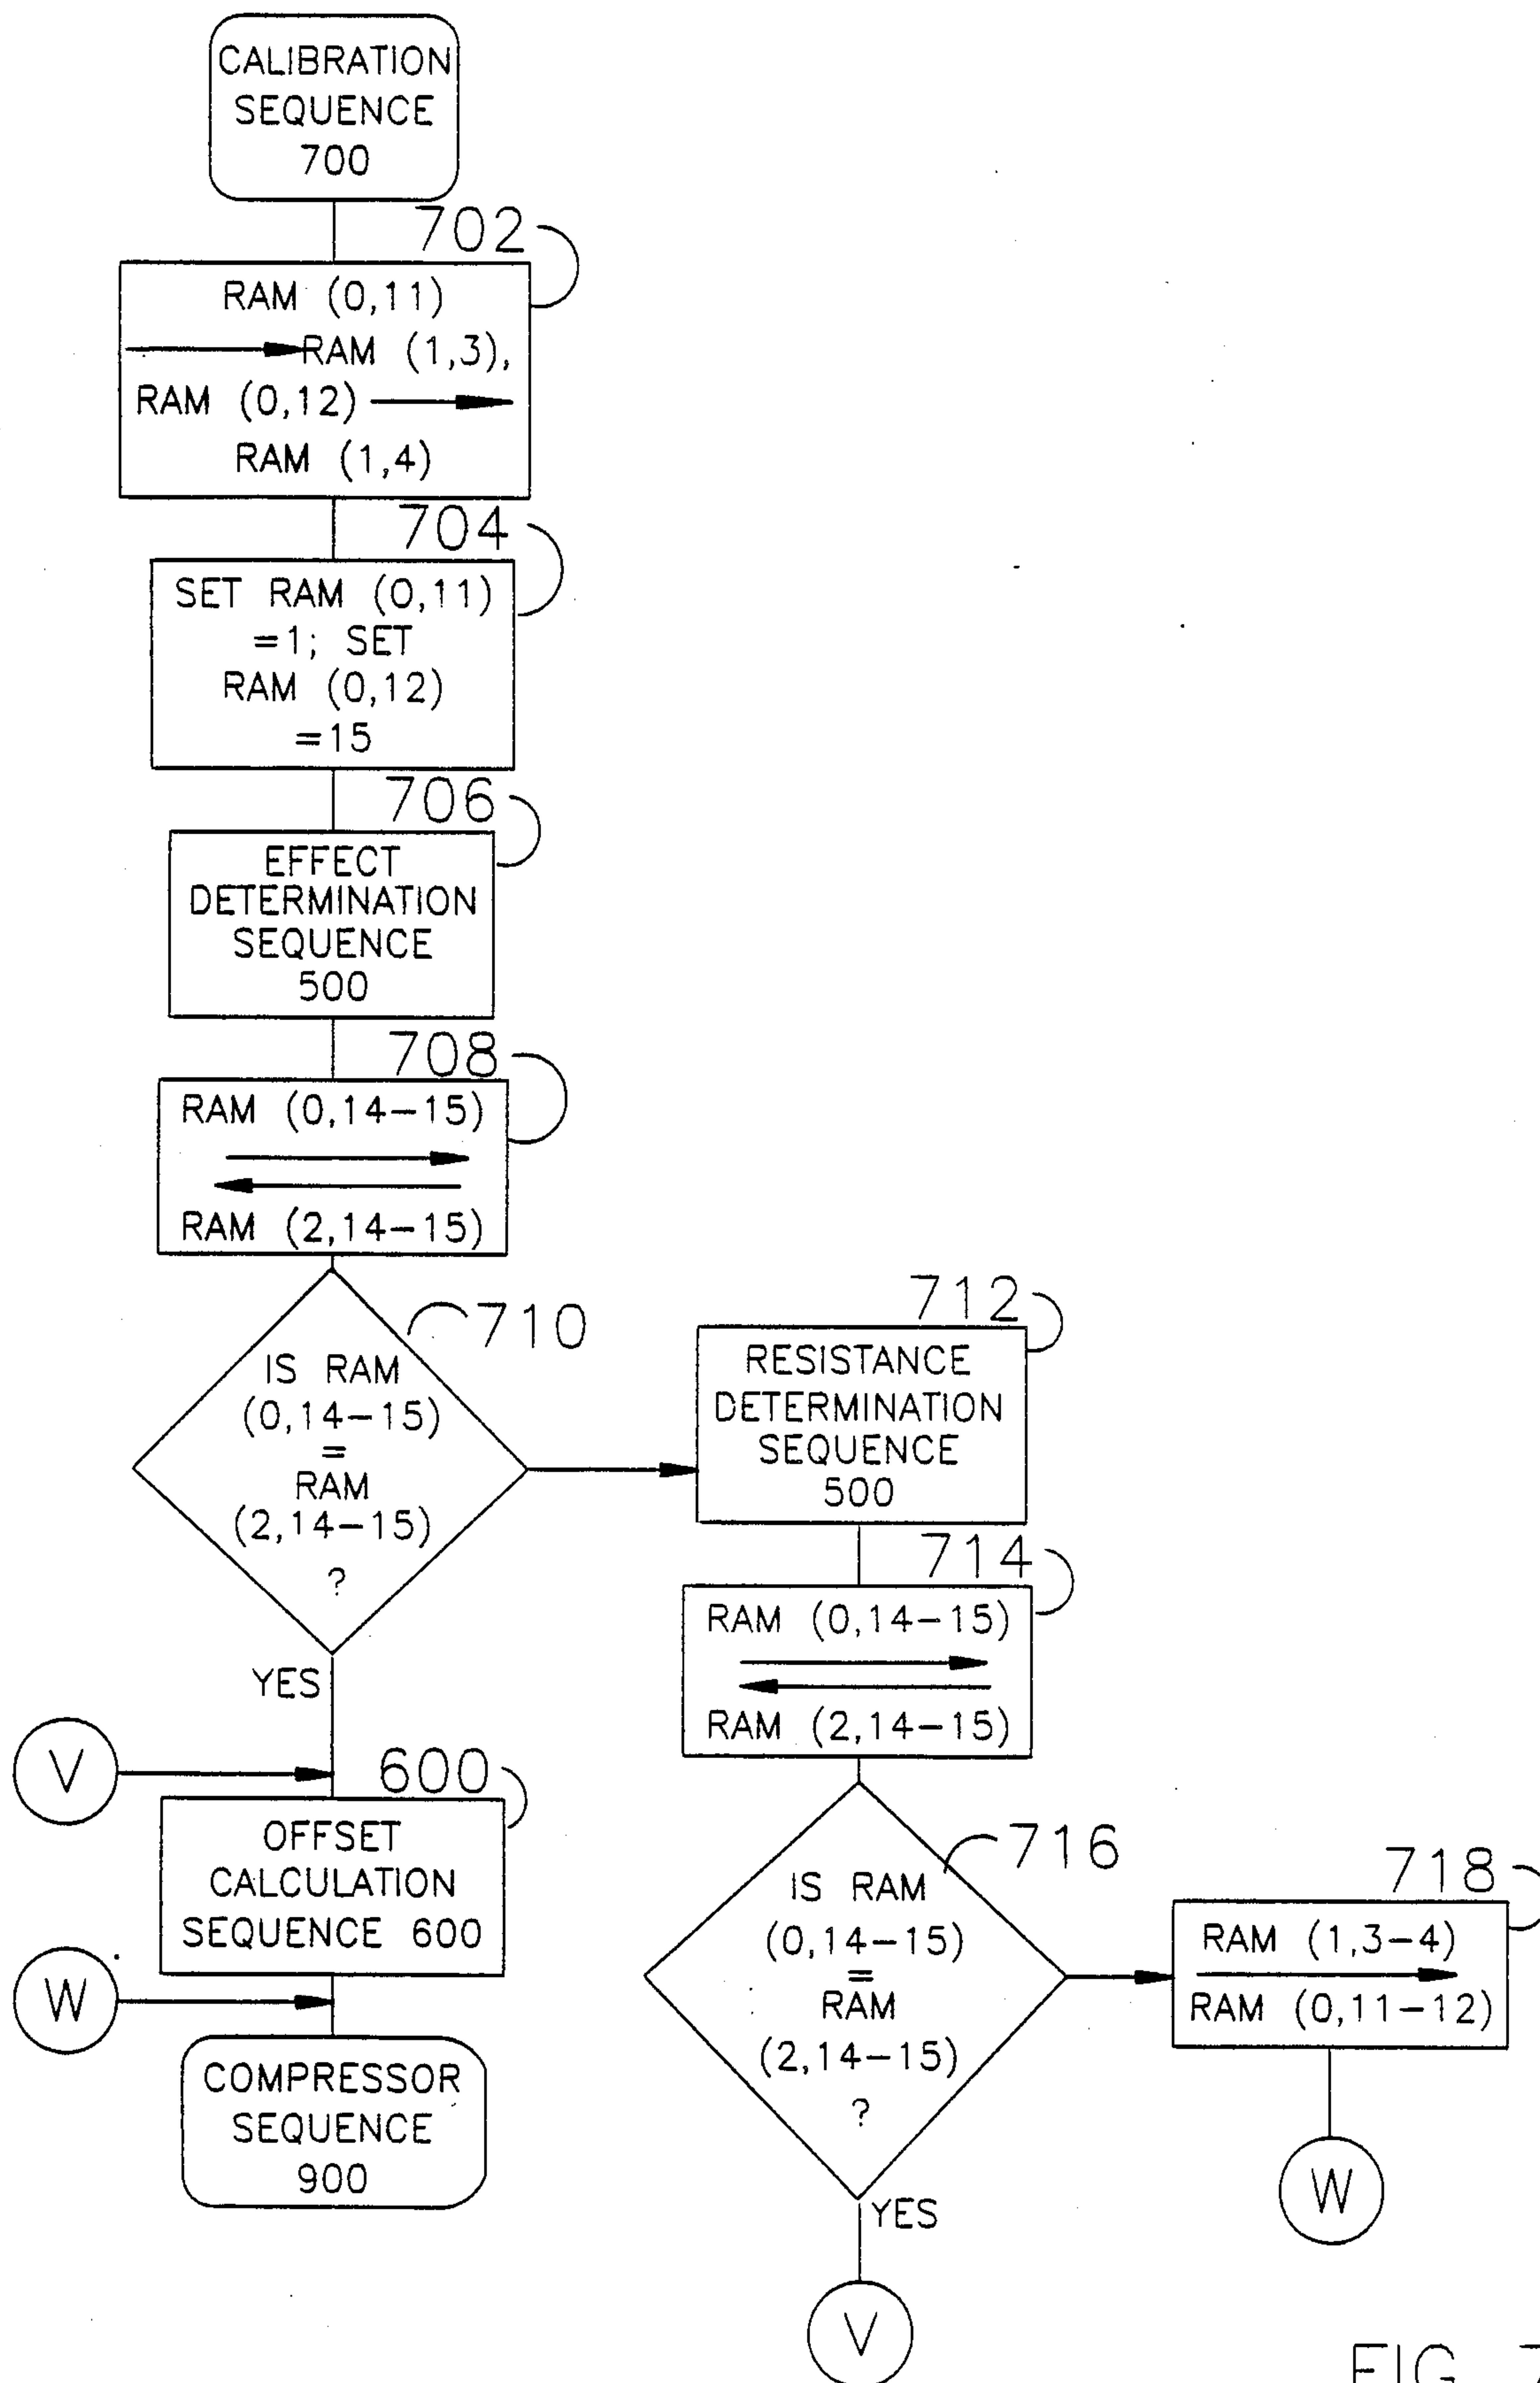 CALIBRATION
SEQUENCE
700
702
RAM (0,11)
RAM (1,3),
RAM (0,12)
RAM (1,4)
704
SET RAM (0,11)
=1; SET
RAM (0,12)
=15
706
EFFECT
DETERMINATION
SEQUENCE
500
708
RAM (0,14-15)
RAM (2,14-15)
710
IS RAM
(0,14-15)
=
RAM
(2,14-15)
?
YES
V
600
OFFSET
CALCULATION
SEQUENCE 600
W
COMPRESSOR
SEQUENCE
900
712
RESISTANCE
DETERMINATION
SEQUENCE
500
714
RAM (0,14-15)
RAM (2,14-15)
716
IS RAM
(0,14-15)
=
RAM
(2,14-15)
?
YES
V
718
RAM (1,3-4)
RAM (0,11-12)
W
FIG. 7